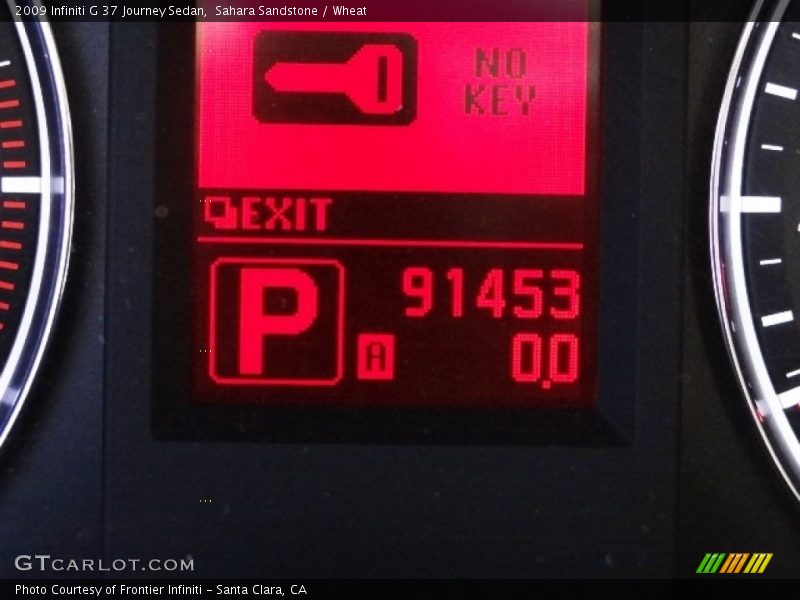 2009 Infiniti G 37 Journey Sedan,  Sahara Sandstone / Wheat
NO
KEY
EXIT
P
91453
A
0.0
GTCARLOT.COM
Photo Courtesy of Frontier Infiniti - Santa Clara, CA